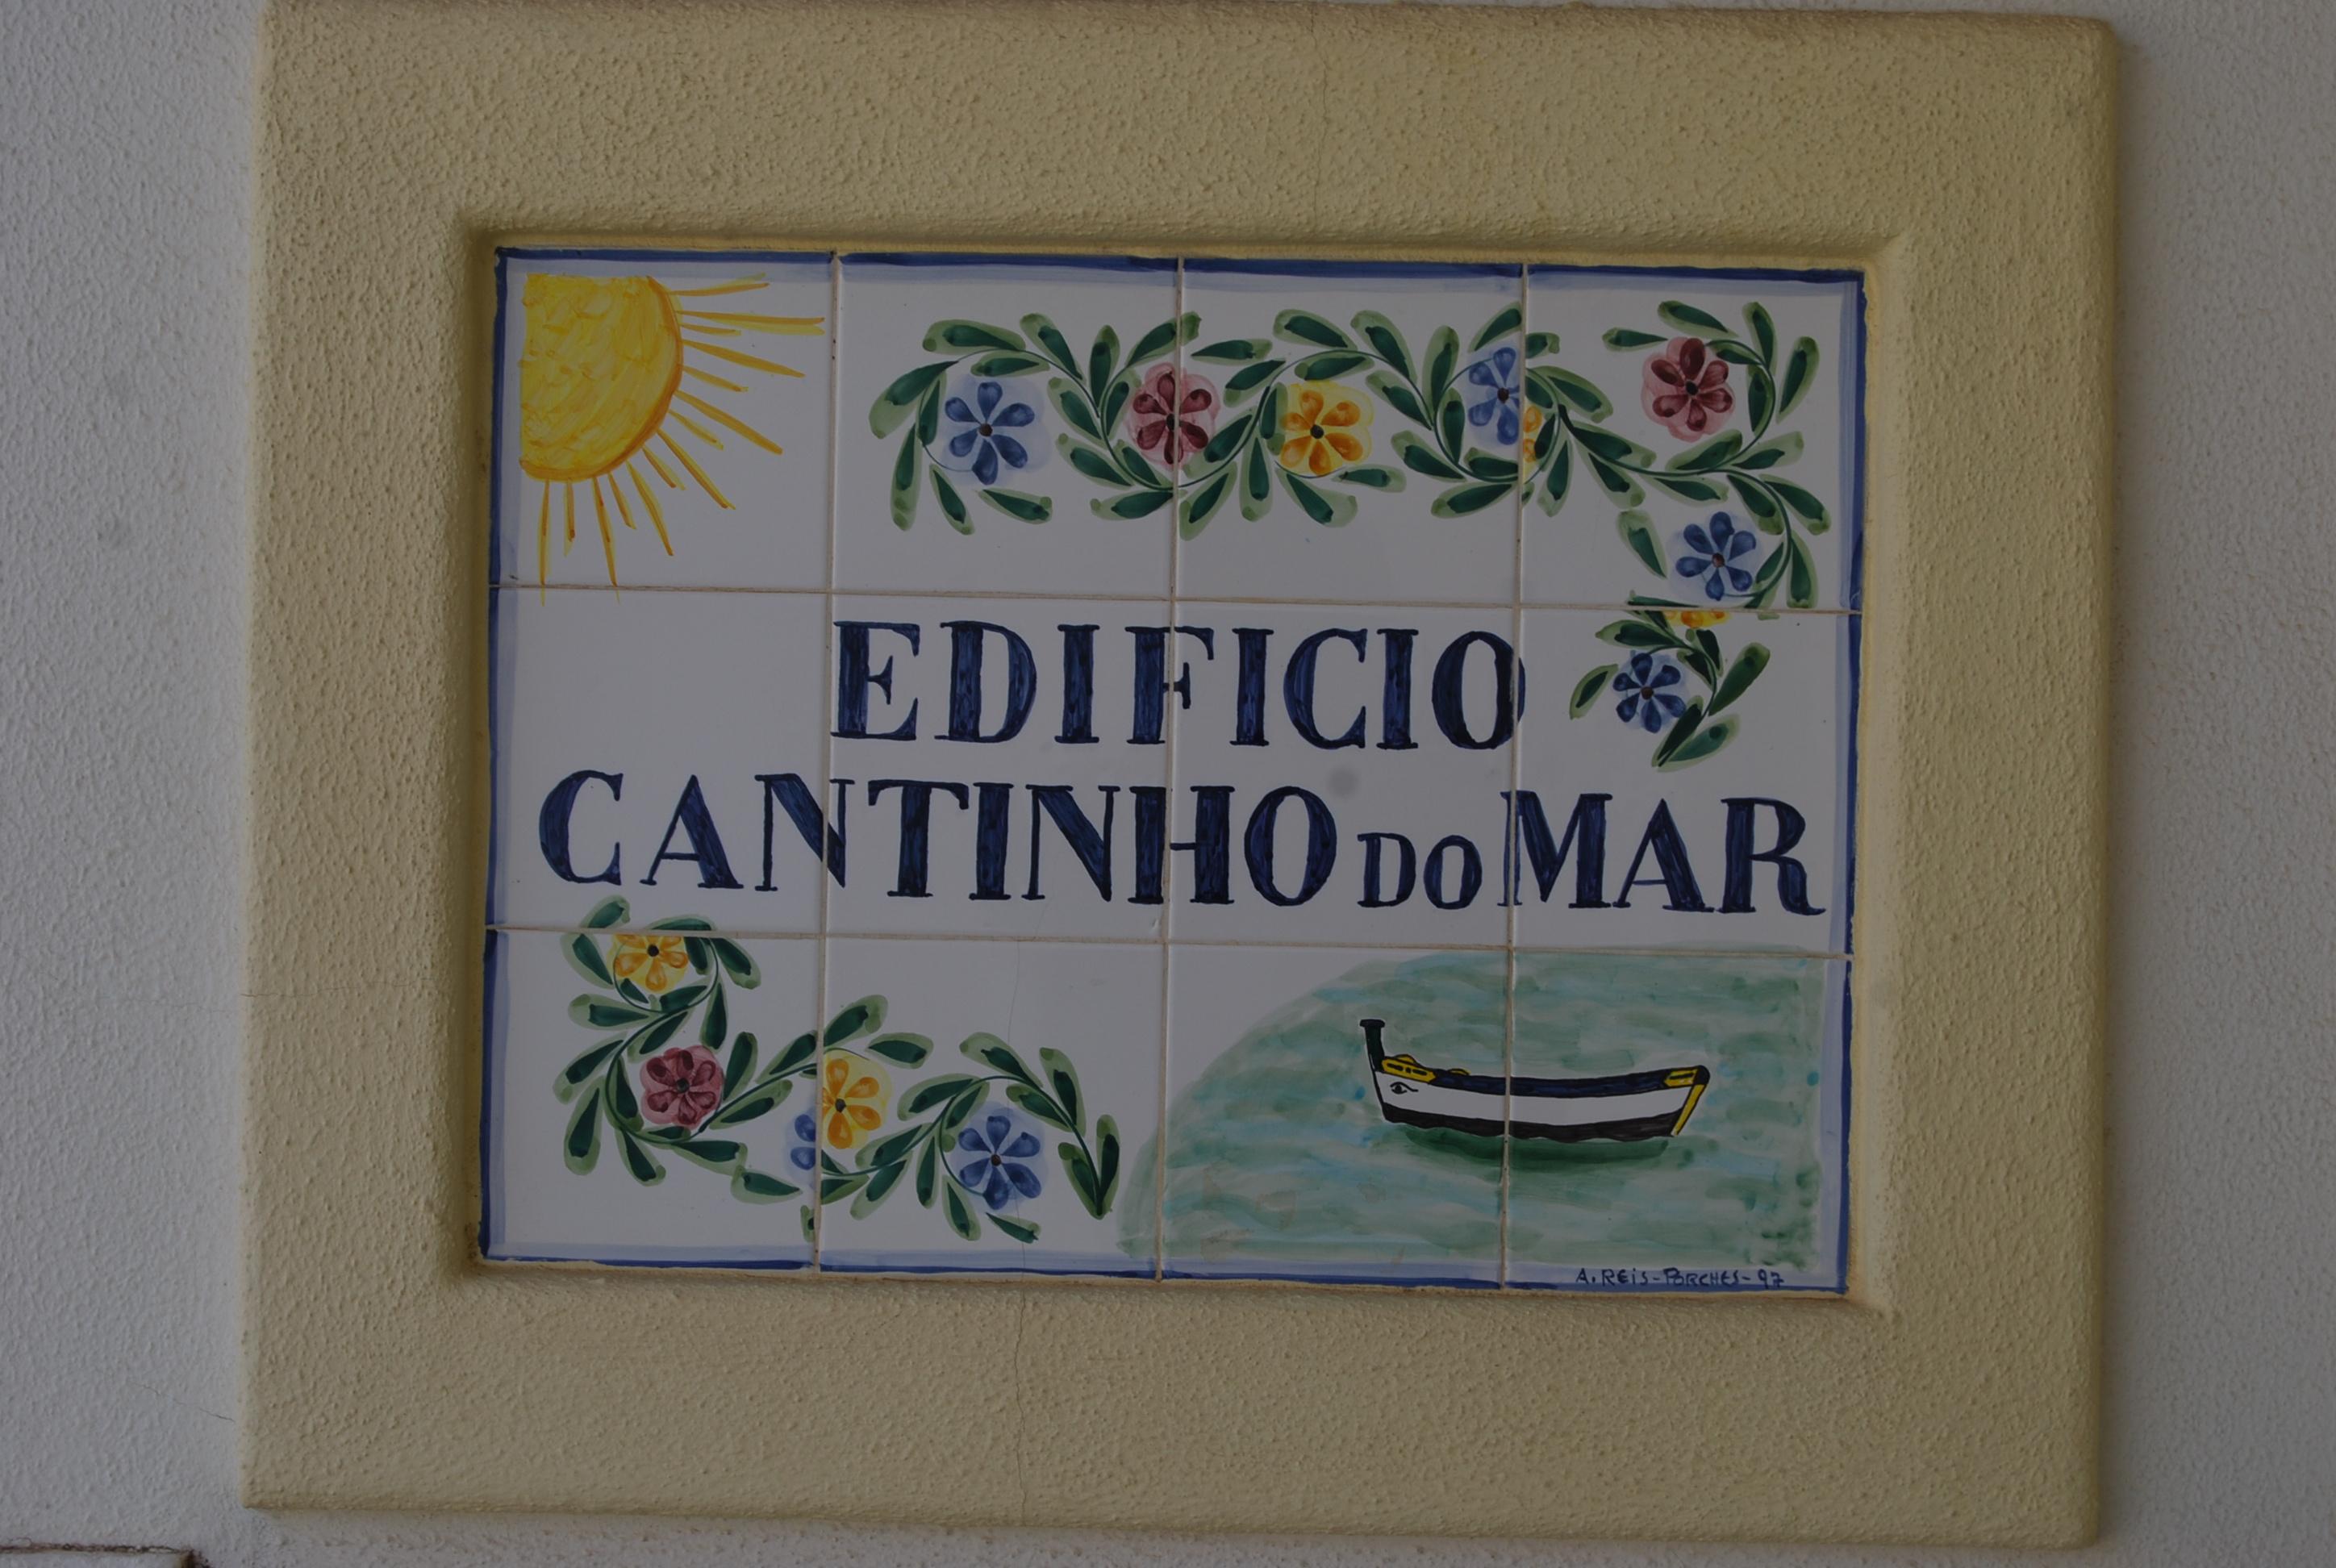 EDIFICIO
CANTINHO DO MAR
A. REIS - PORCHES - 97